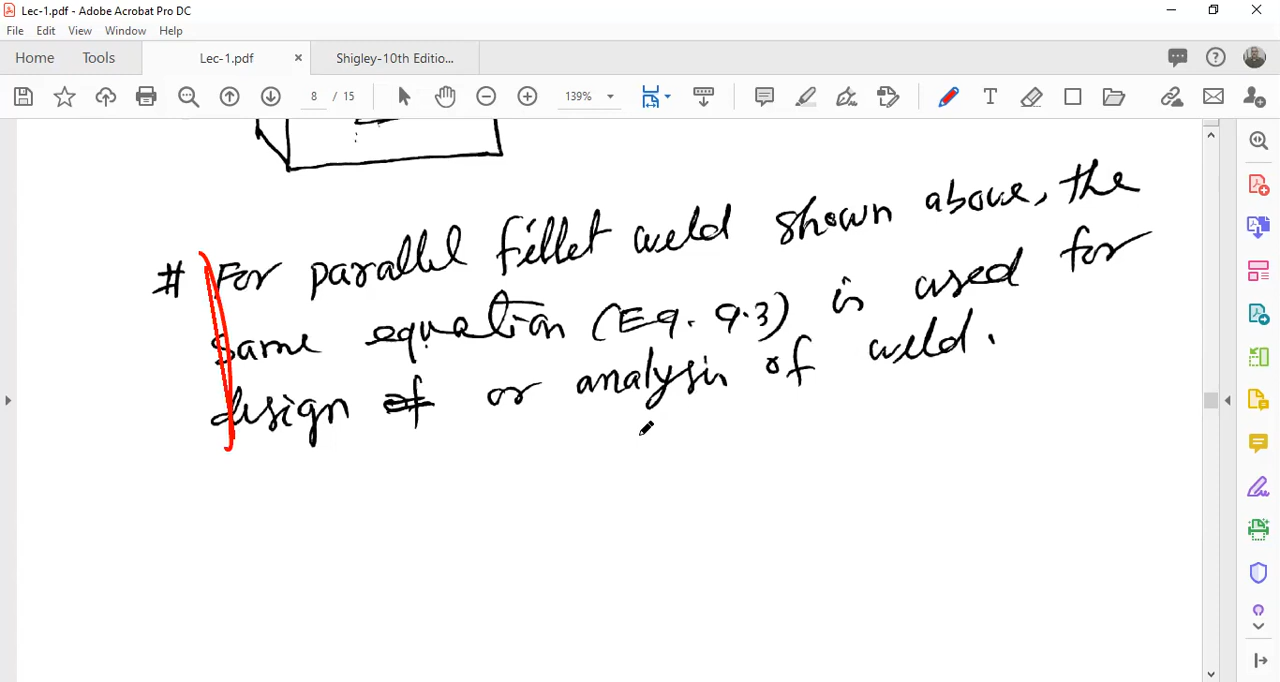 Lec-1.pdf - Adobe Acrobat Pro DC
File Edit View Window Help
Home Tools Lec-1.pdf × Shigley-10th Editio...
8 / 15 139%
# For parallel fillet weld shown above, the
same equation (Eq. 9.3) is used for
design of or analysis of weld.